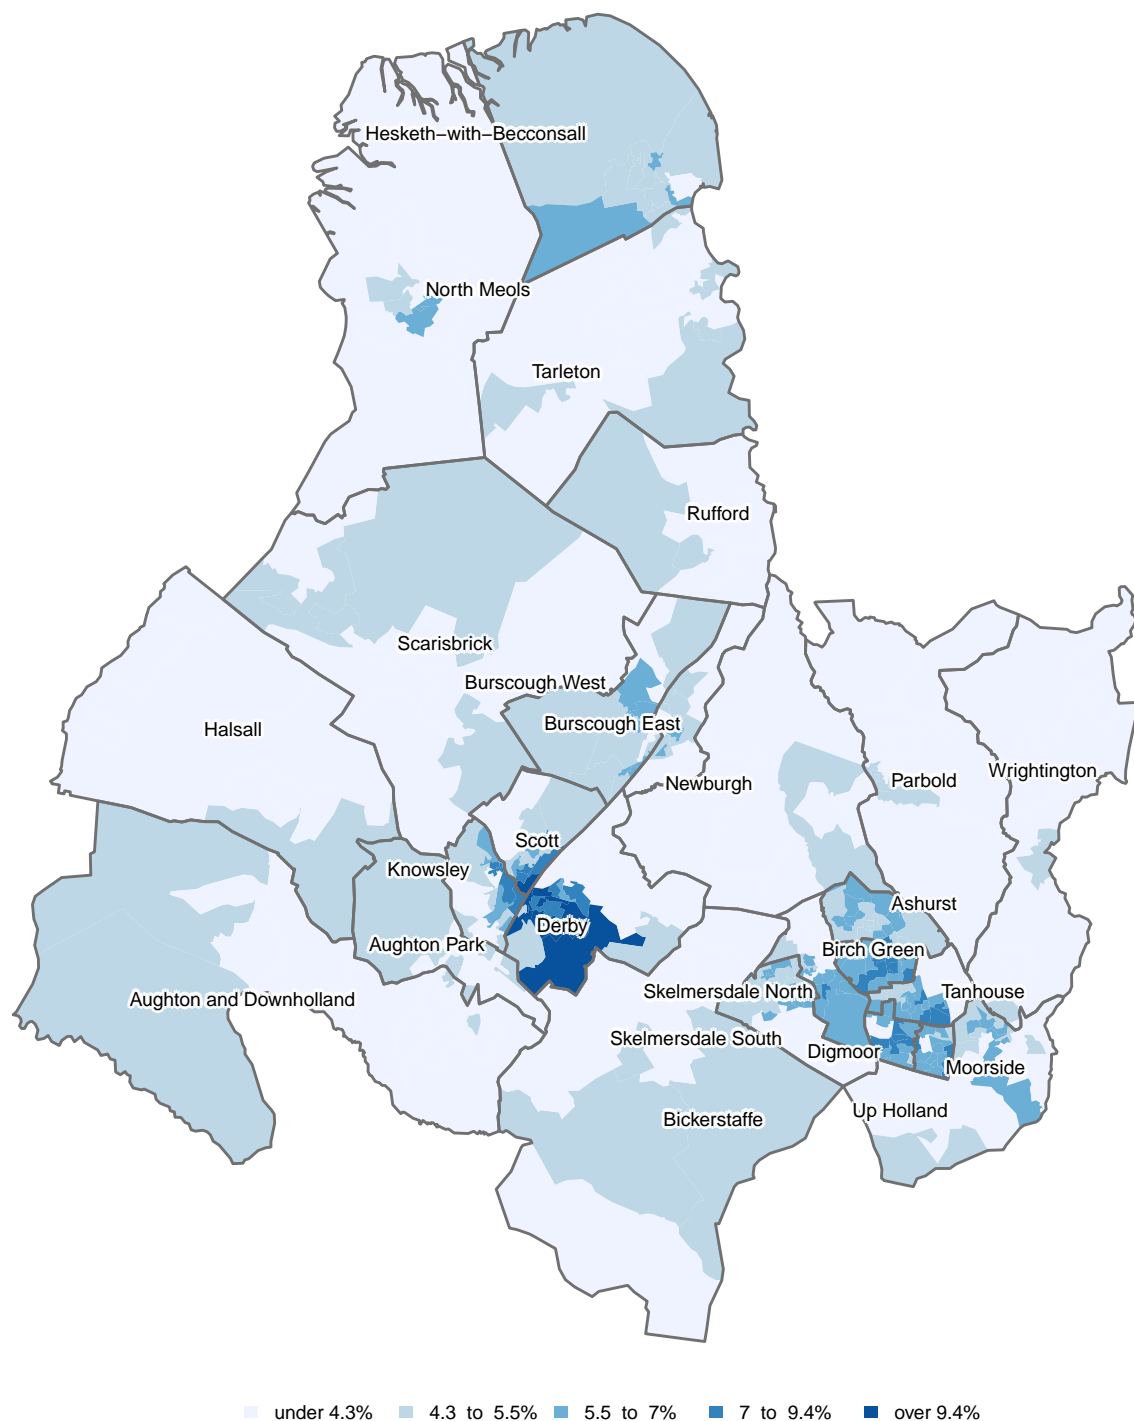 Hesketh−with−Becconsall
North Meols
Tarleton
Rufford
Scarisbrick
Burscough West
Burscough East
Halsall
Newburgh
Parbold
Wrightington
Scott
Knowsley
Ashurst
Derby
Aughton Park
Birch Green
Skelmersdale North
Tanhouse
Aughton and Downholland
Skelmersdale South
Digmoor
Moorside
Up Holland
Bickerstaffe
under 4.3% 4.3 to 5.5% 5.5 to 7% 7 to 9.4% over 9.4%